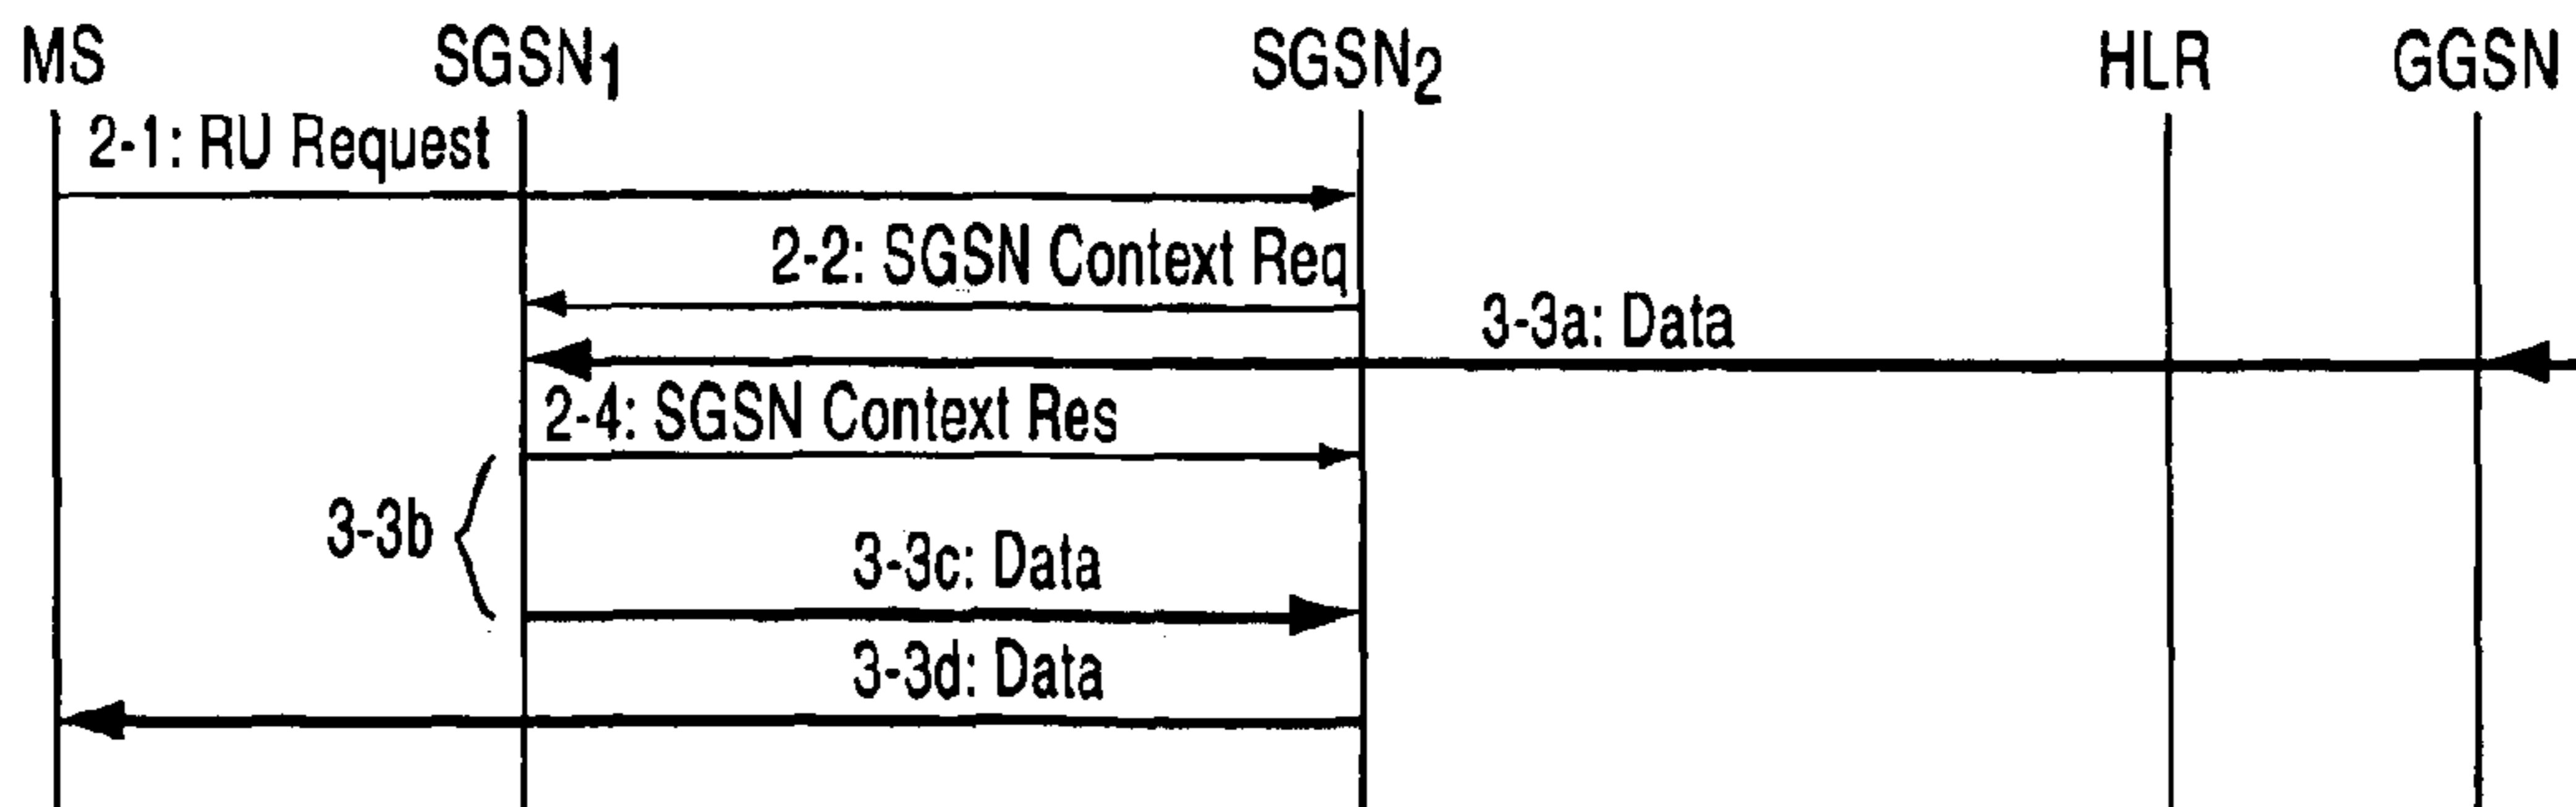 MS SGSN1 SGSN2 HLR GGSN
2-1: RU Request
2-2: SGSN Context Req
3-3a: Data
2-4: SGSN Context Res
3-3b
3-3c: Data
3-3d: Data